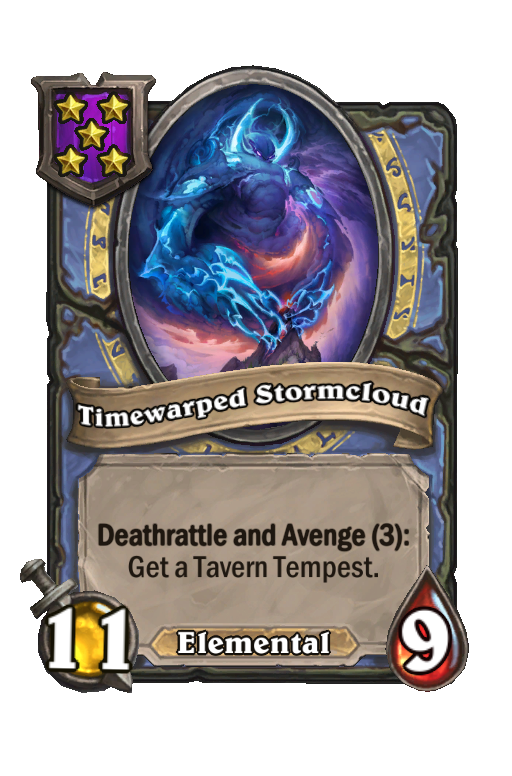 Timewarped Stormcloud
Deathrattle and Avenge (3):
Get a Tavern Tempest.
11
Elemental
9